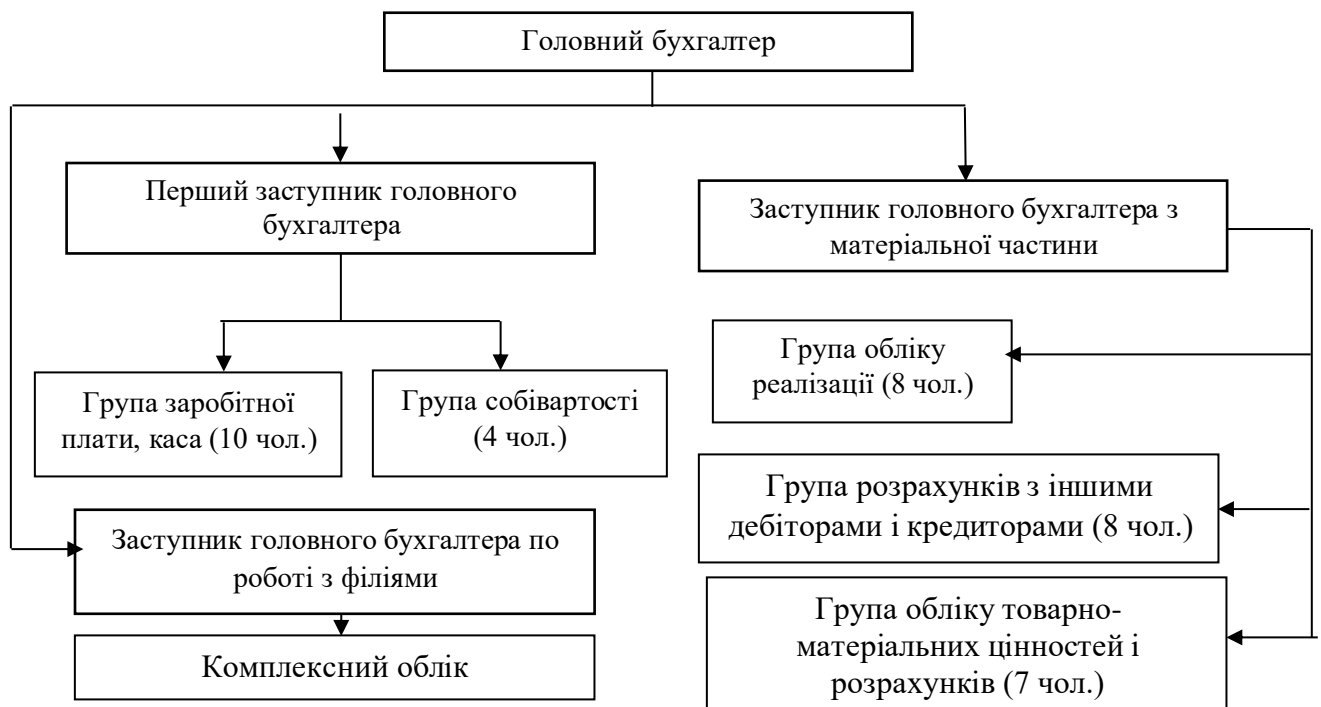 Головний бухгалтер
Перший заступник головного
бухгалтера
Заступник головного бухгалтера з
матеріальної частини
Група заробітної
плати, каса (10 чол.)
Група собівартості
(4 чол.)
Група обліку
реалізації (8 чол.)
Група розрахунків з іншими
дебіторами і кредиторами (8 чол.)
Заступник головного бухгалтера по
роботі з філіями
Комплексний облік
Група обліку товарно-
матеріальних цінностей і
розрахунків (7 чол.)